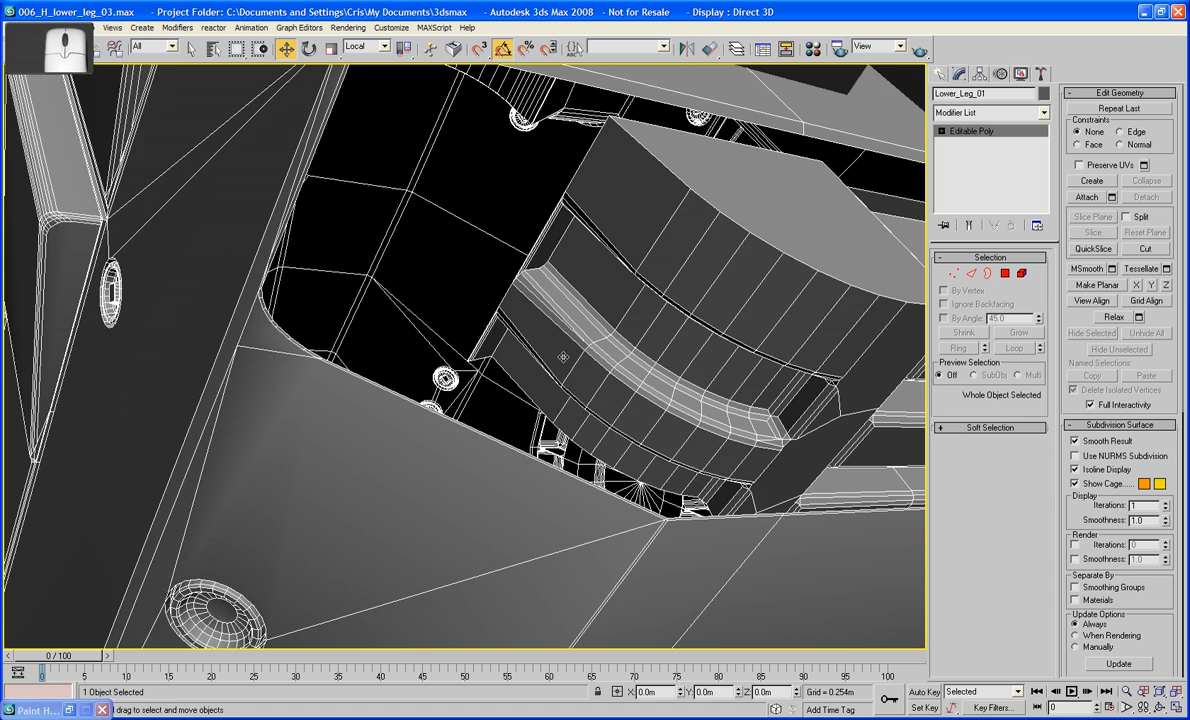 006_H_lower_leg_03.max - Project Folder: C:\Documents and Settings\Cris\My Documents\3dsmax - Autodesk 3ds Max 2008 - Not for Resale - Display : Direct 3D
Views Create Modifiers reactor Animation Graph Editors Rendering Customize MAXScript Help
All Local View
Lower_Leg_01
Modifier List
Editable Poly
Selection
By Vertex
Ignore Backfacing
By Angle: 45.0
Shrink Grow
Ring Loop
Preview Selection
Off SubObj Multi
Whole Object Selected
Soft Selection
Edit Geometry
Repeat Last
Constraints
None Edge
Face Normal
Preserve UVs
Create Collapse
Attach Detach
Slice Plane Split
Slice Reset Plane
QuickSlice Cut
MSmooth Tessellate
Make Planar X Y Z
View Align Grid Align
Relax
Hide Selected Unhide All
Hide Unselected
Named Selections:
Copy Paste
Delete Isolated Vertices
Full Interactivity
Subdivision Surface
Smooth Result
Use NURMS Subdivision
Isoline Display
Show Cage......
Display
Iterations: 1
Smoothness: 1.0
Render
Iterations: 0
Smoothness: 1.0
Separate By
Smoothing Groups
Materials
Update Options
Always
When Rendering
Manually
Update
0 / 100
0 5 10 15 20 25 30 35 40 45 50 55 60 65 70 75 80 85 90 95 100
1 Object Selected X: 0.0m Y: 0.0m Z: 0.0m Grid = 0.254m Auto Key Selected
Paint H... drag to select and move objects Add Time Tag Set Key Key Filters... 0